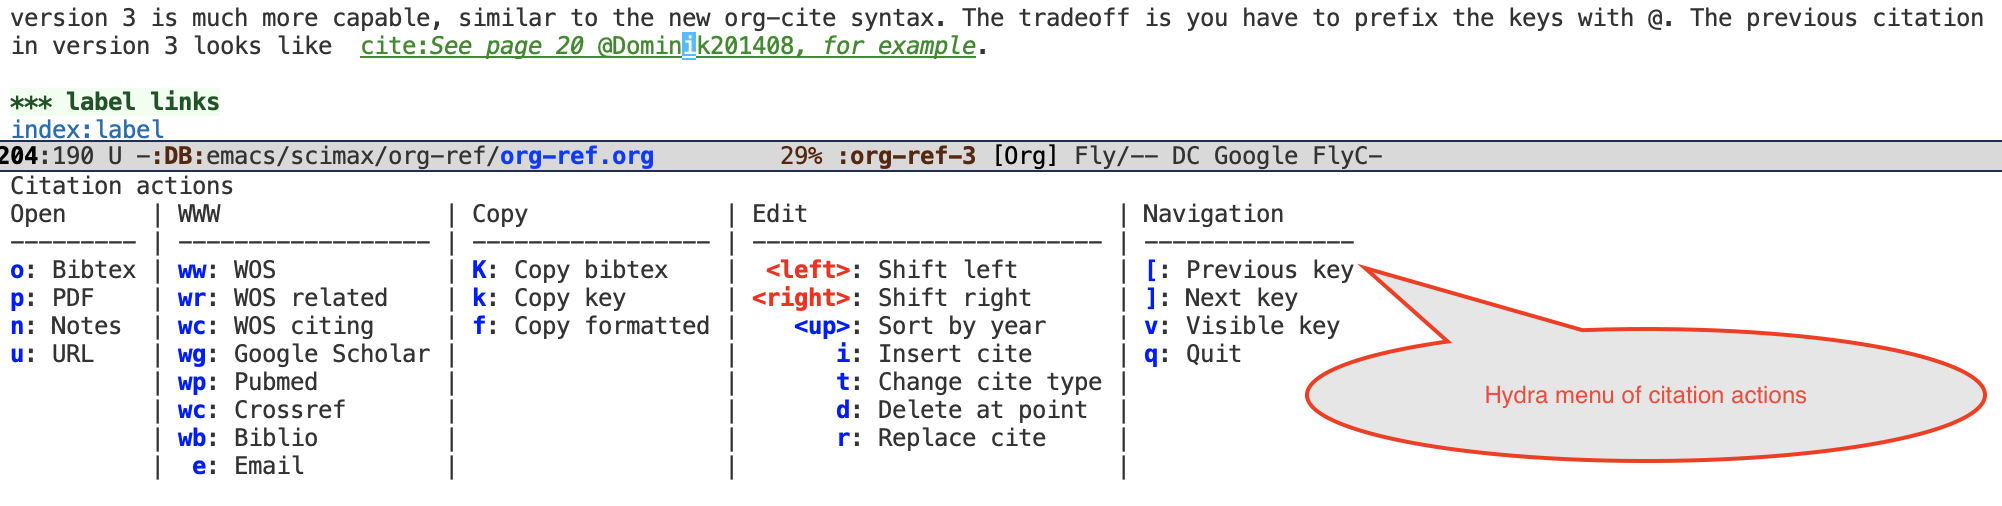 version 3 is much more capable, similar to the new org-cite syntax. The tradeoff is you have to prefix the keys with @. The previous citation
in version 3 looks like  cite:See page 20 @Dominik201408, for example.
*** label links
index:label
204:190 U -:DB:emacs/scimax/org-ref/org-ref.org 29% :org-ref-3 [Org] Fly/-- DC Google FlyC-
Citation actions
Open | WWW | Copy | Edit | Navigation
--------- | ------------------ | ----------------- | ------------------------- | ---------------
o: Bibtex | ww: WOS | K: Copy bibtex | <left>: Shift left | [: Previous key
p: PDF | wr: WOS related | k: Copy key | <right>: Shift right | ]: Next key
n: Notes | wc: WOS citing | f: Copy formatted | <up>: Sort by year | v: Visible key
u: URL | wg: Google Scholar | | i: Insert cite | q: Quit
| wp: Pubmed | | t: Change cite type |
| wc: Crossref | | d: Delete at point |
| wb: Biblio | | r: Replace cite |
| e: Email | | |
Hydra menu of citation actions